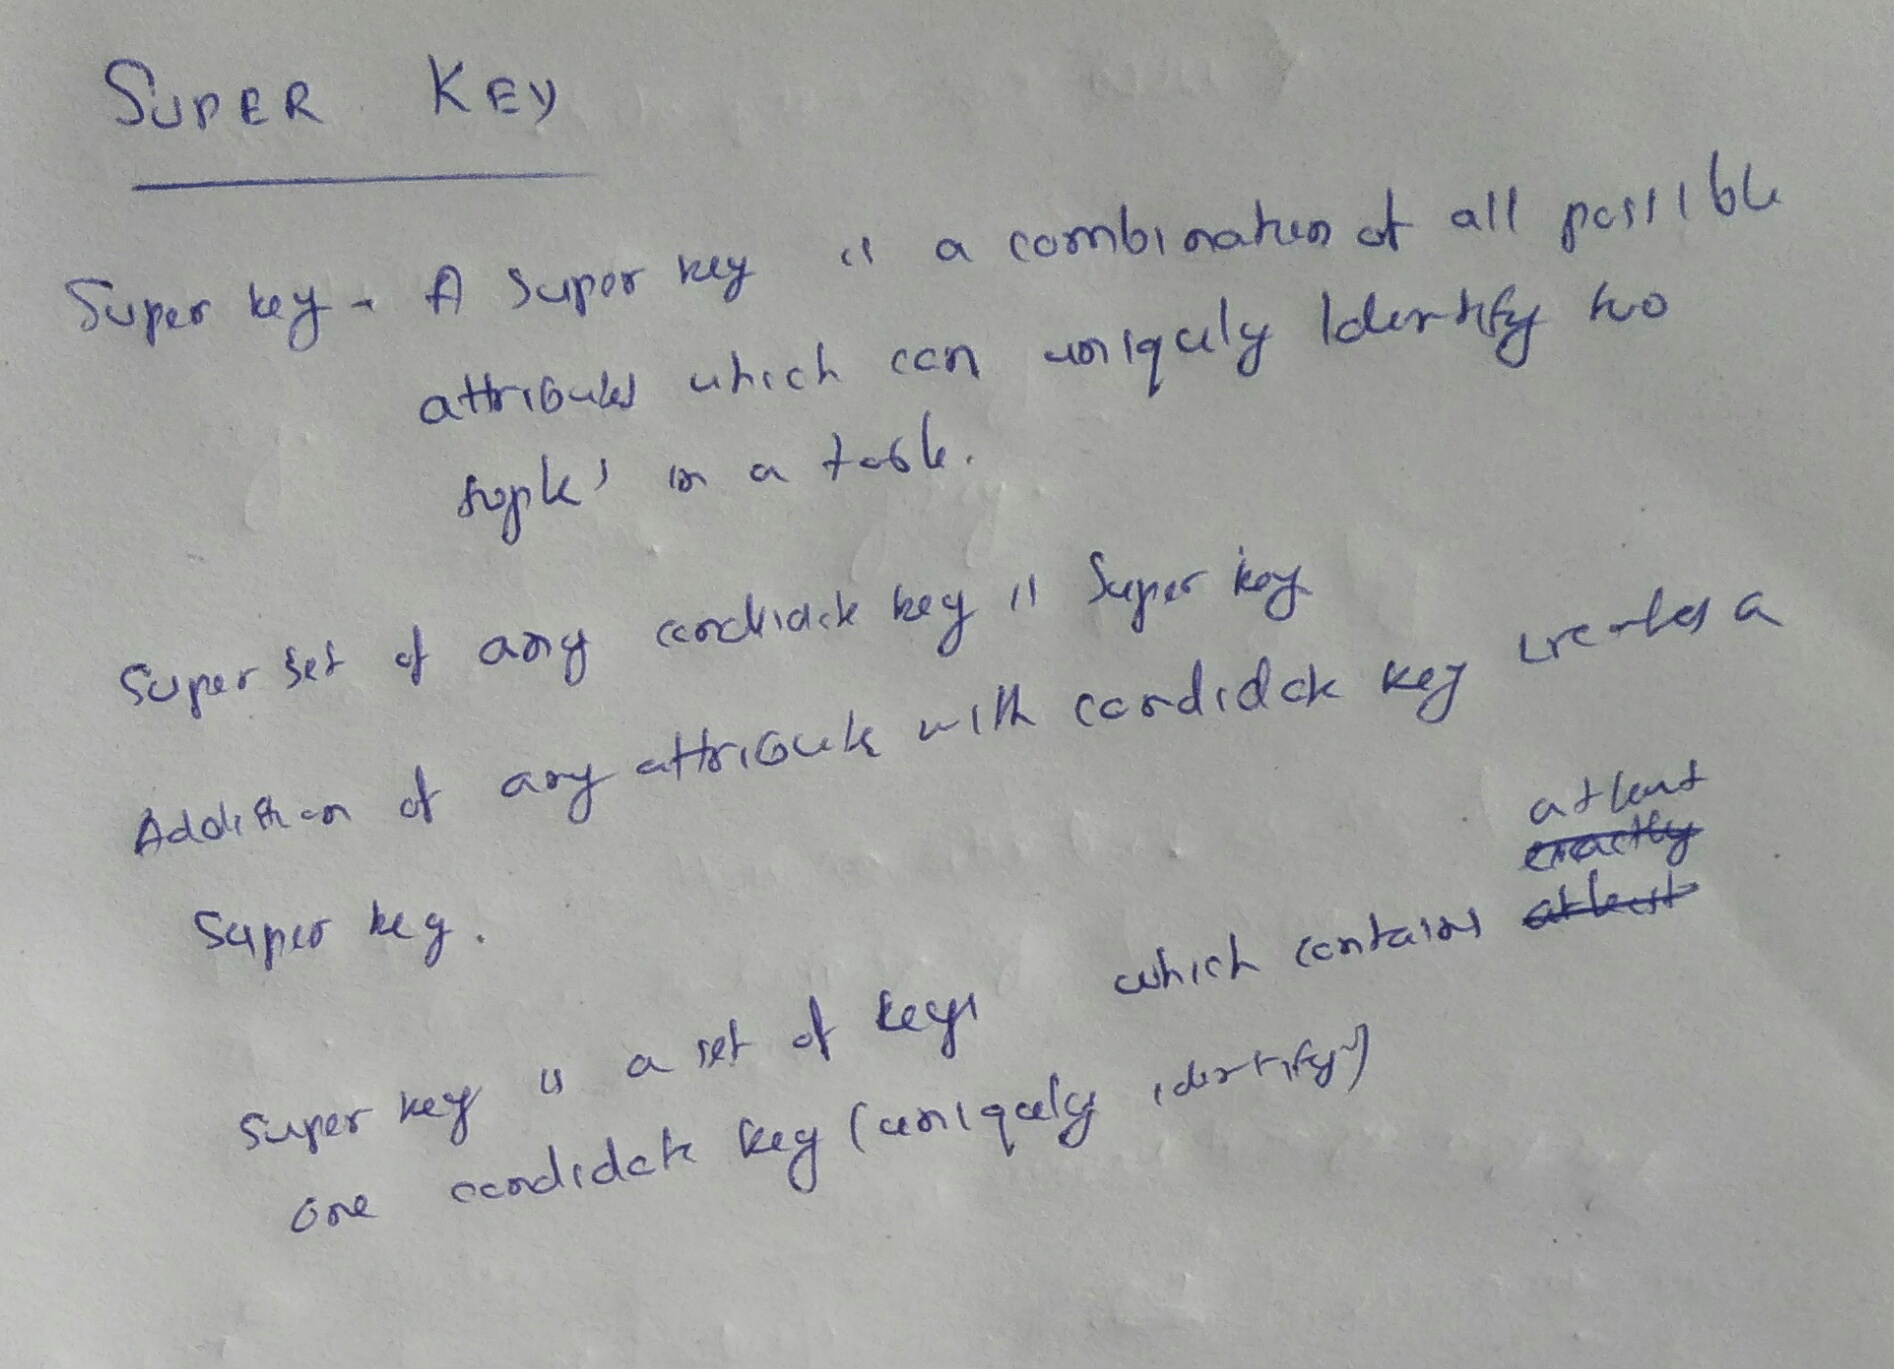 SUPER KEY
Super key - A super key is a combination of all possible
attributes which can uniquely Identify two
tuples in a table.
Super set of any candidate key is Super key
Addition of any attribute with candidate key creates a
Super key.
atleast
exactly
Super key is a set of keys which contains atleast
one candidate key (uniquely identify)